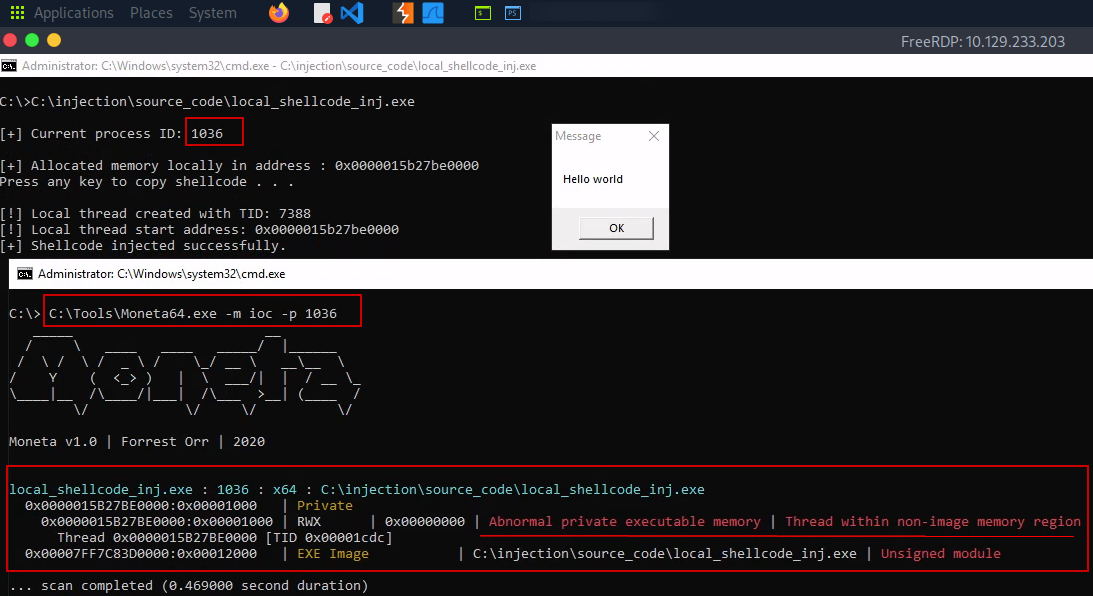 Applications Places System
FreeRDP: 10.129.233.203
Administrator: C:\Windows\system32\cmd.exe - C:\injection\source_code\local_shellcode_inj.exe
C:\>C:\injection\source_code\local_shellcode_inj.exe
[+] Current process ID: 1036
[+] Allocated memory locally in address : 0x0000015b27be0000
Press any key to copy shellcode . . .
[!] Local thread created with TID: 7388
[!] Local thread start address: 0x0000015b27be0000
[+] Shellcode injected successfully.
Message
Hello world
OK
Administrator: C:\Windows\system32\cmd.exe
C:\> C:\Tools\Moneta64.exe -m ioc -p 1036
Moneta
Moneta v1.0 | Forrest Orr | 2020
local_shellcode_inj.exe : 1036 : x64 : C:\injection\source_code\local_shellcode_inj.exe
0x0000015B27BE0000:0x00001000 | Private
0x0000015B27BE0000:0x00001000 | RWX | 0x00000000 | Abnormal private executable memory | Thread within non-image memory region
Thread 0x0000015B27BE0000 [TID 0x00001cdc]
0x00007FF7C83D0000:0x00012000 | EXE Image | C:\injection\source_code\local_shellcode_inj.exe | Unsigned module
... scan completed (0.469000 second duration)